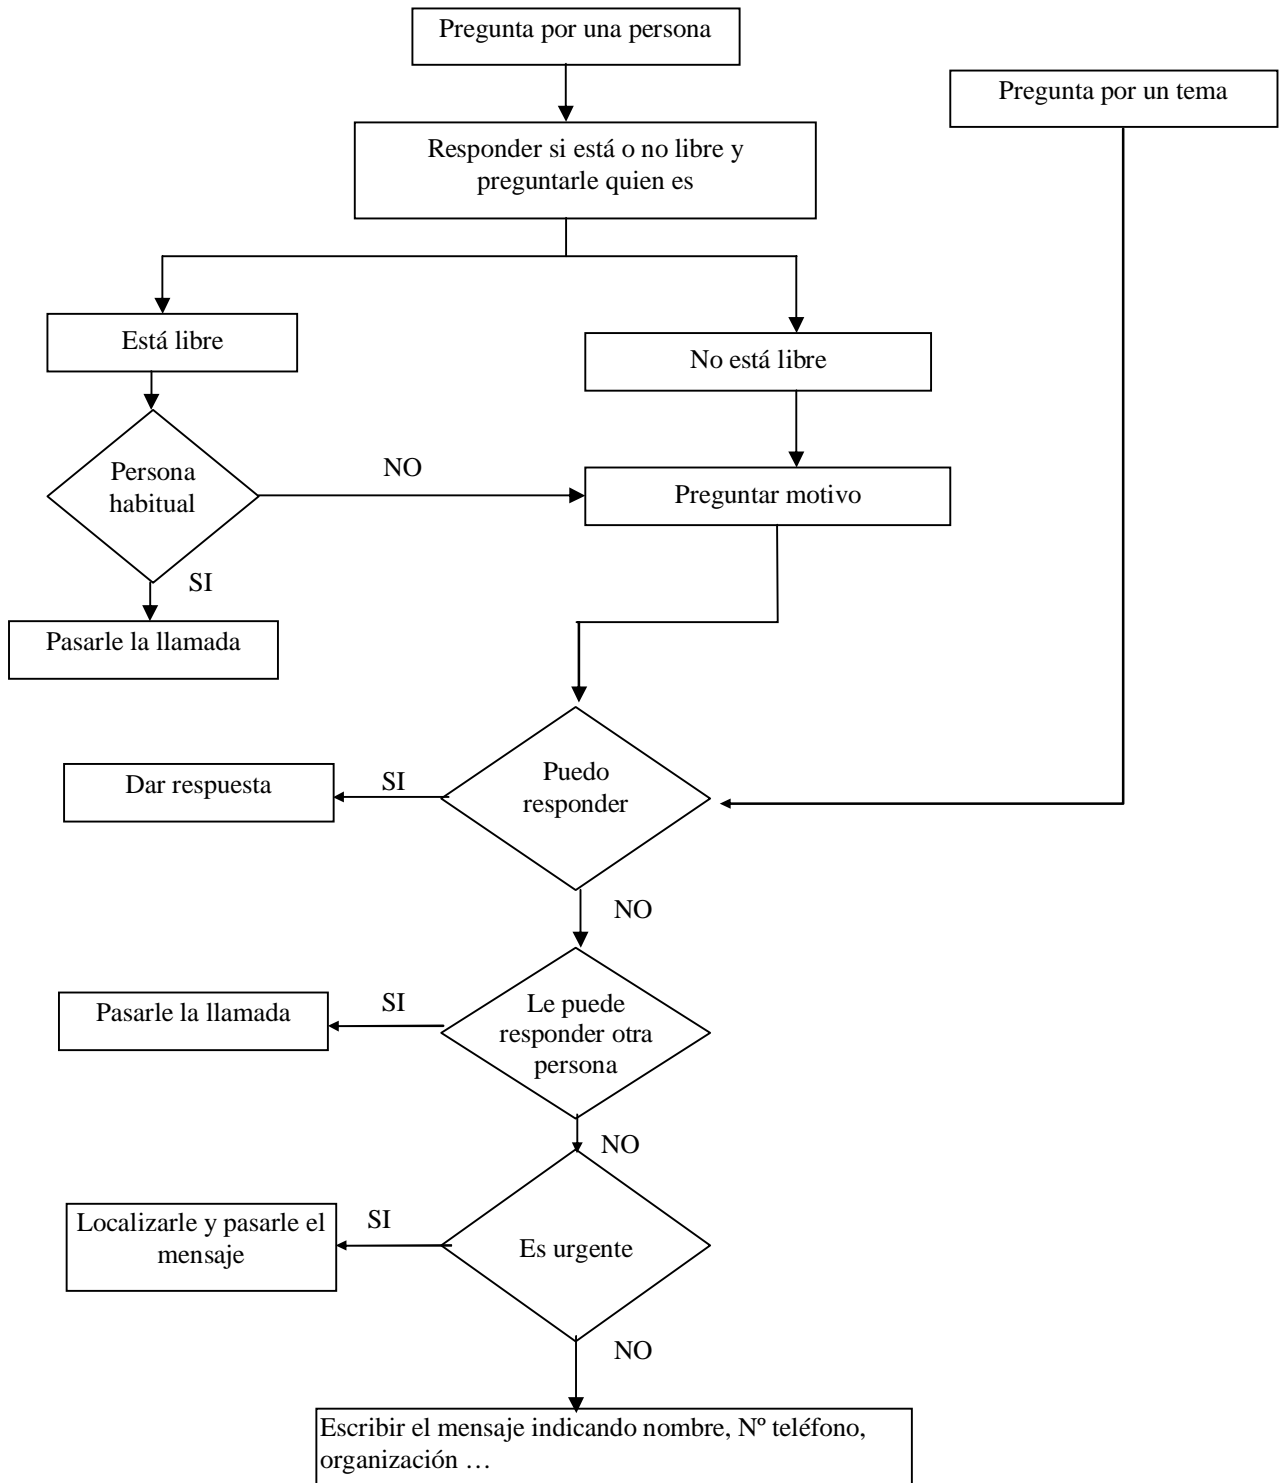 Pregunta por una persona
Pregunta por un tema
Responder si está o no libre y
preguntarle quien es
Está libre
No está libre
Persona
habitual
NO
Preguntar motivo
SI
Pasarle la llamada
Dar respuesta
SI
Puedo
responder
NO
Pasarle la llamada
SI
Le puede
responder otra
persona
NO
Localizarle y pasarle el
mensaje
SI
Es urgente
NO
Escribir el mensaje indicando nombre, Nº teléfono,
organización …